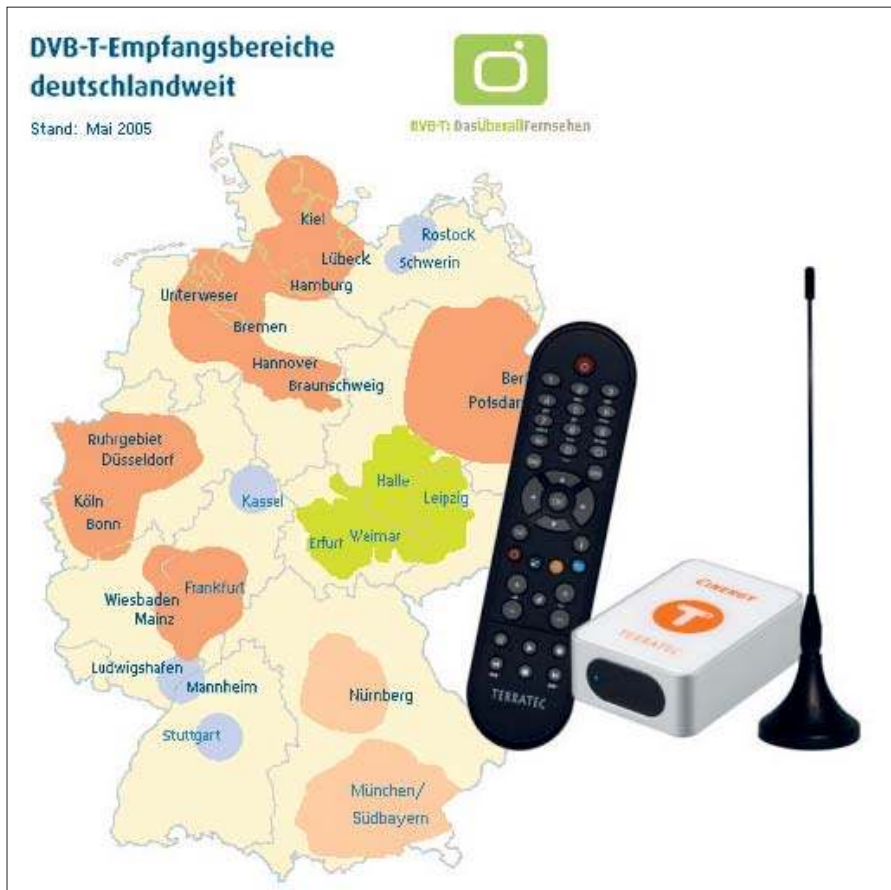 DVB-T-Empfangsbereiche
deutschlandweit
Stand: Mai 2005
DVB-T: DasÜberallFernsehen
Kiel
Rostock
Lübeck
Schwerin
Hamburg
Unterweser
Bremen
Hannover
Braunschweig
Berl
Potsdam
Ruhrgebiet
Düsseldorf
Halle
Leipzig
Kassel
Köln
Bonn
Weimar
Erfurt
Frankfurt
Wiesbaden
Mainz
Ludwigshafen
Mannheim
Nürnberg
Stuttgart
München/
Südbayern
TERRATEC
CINERGY
T
TERRATEC